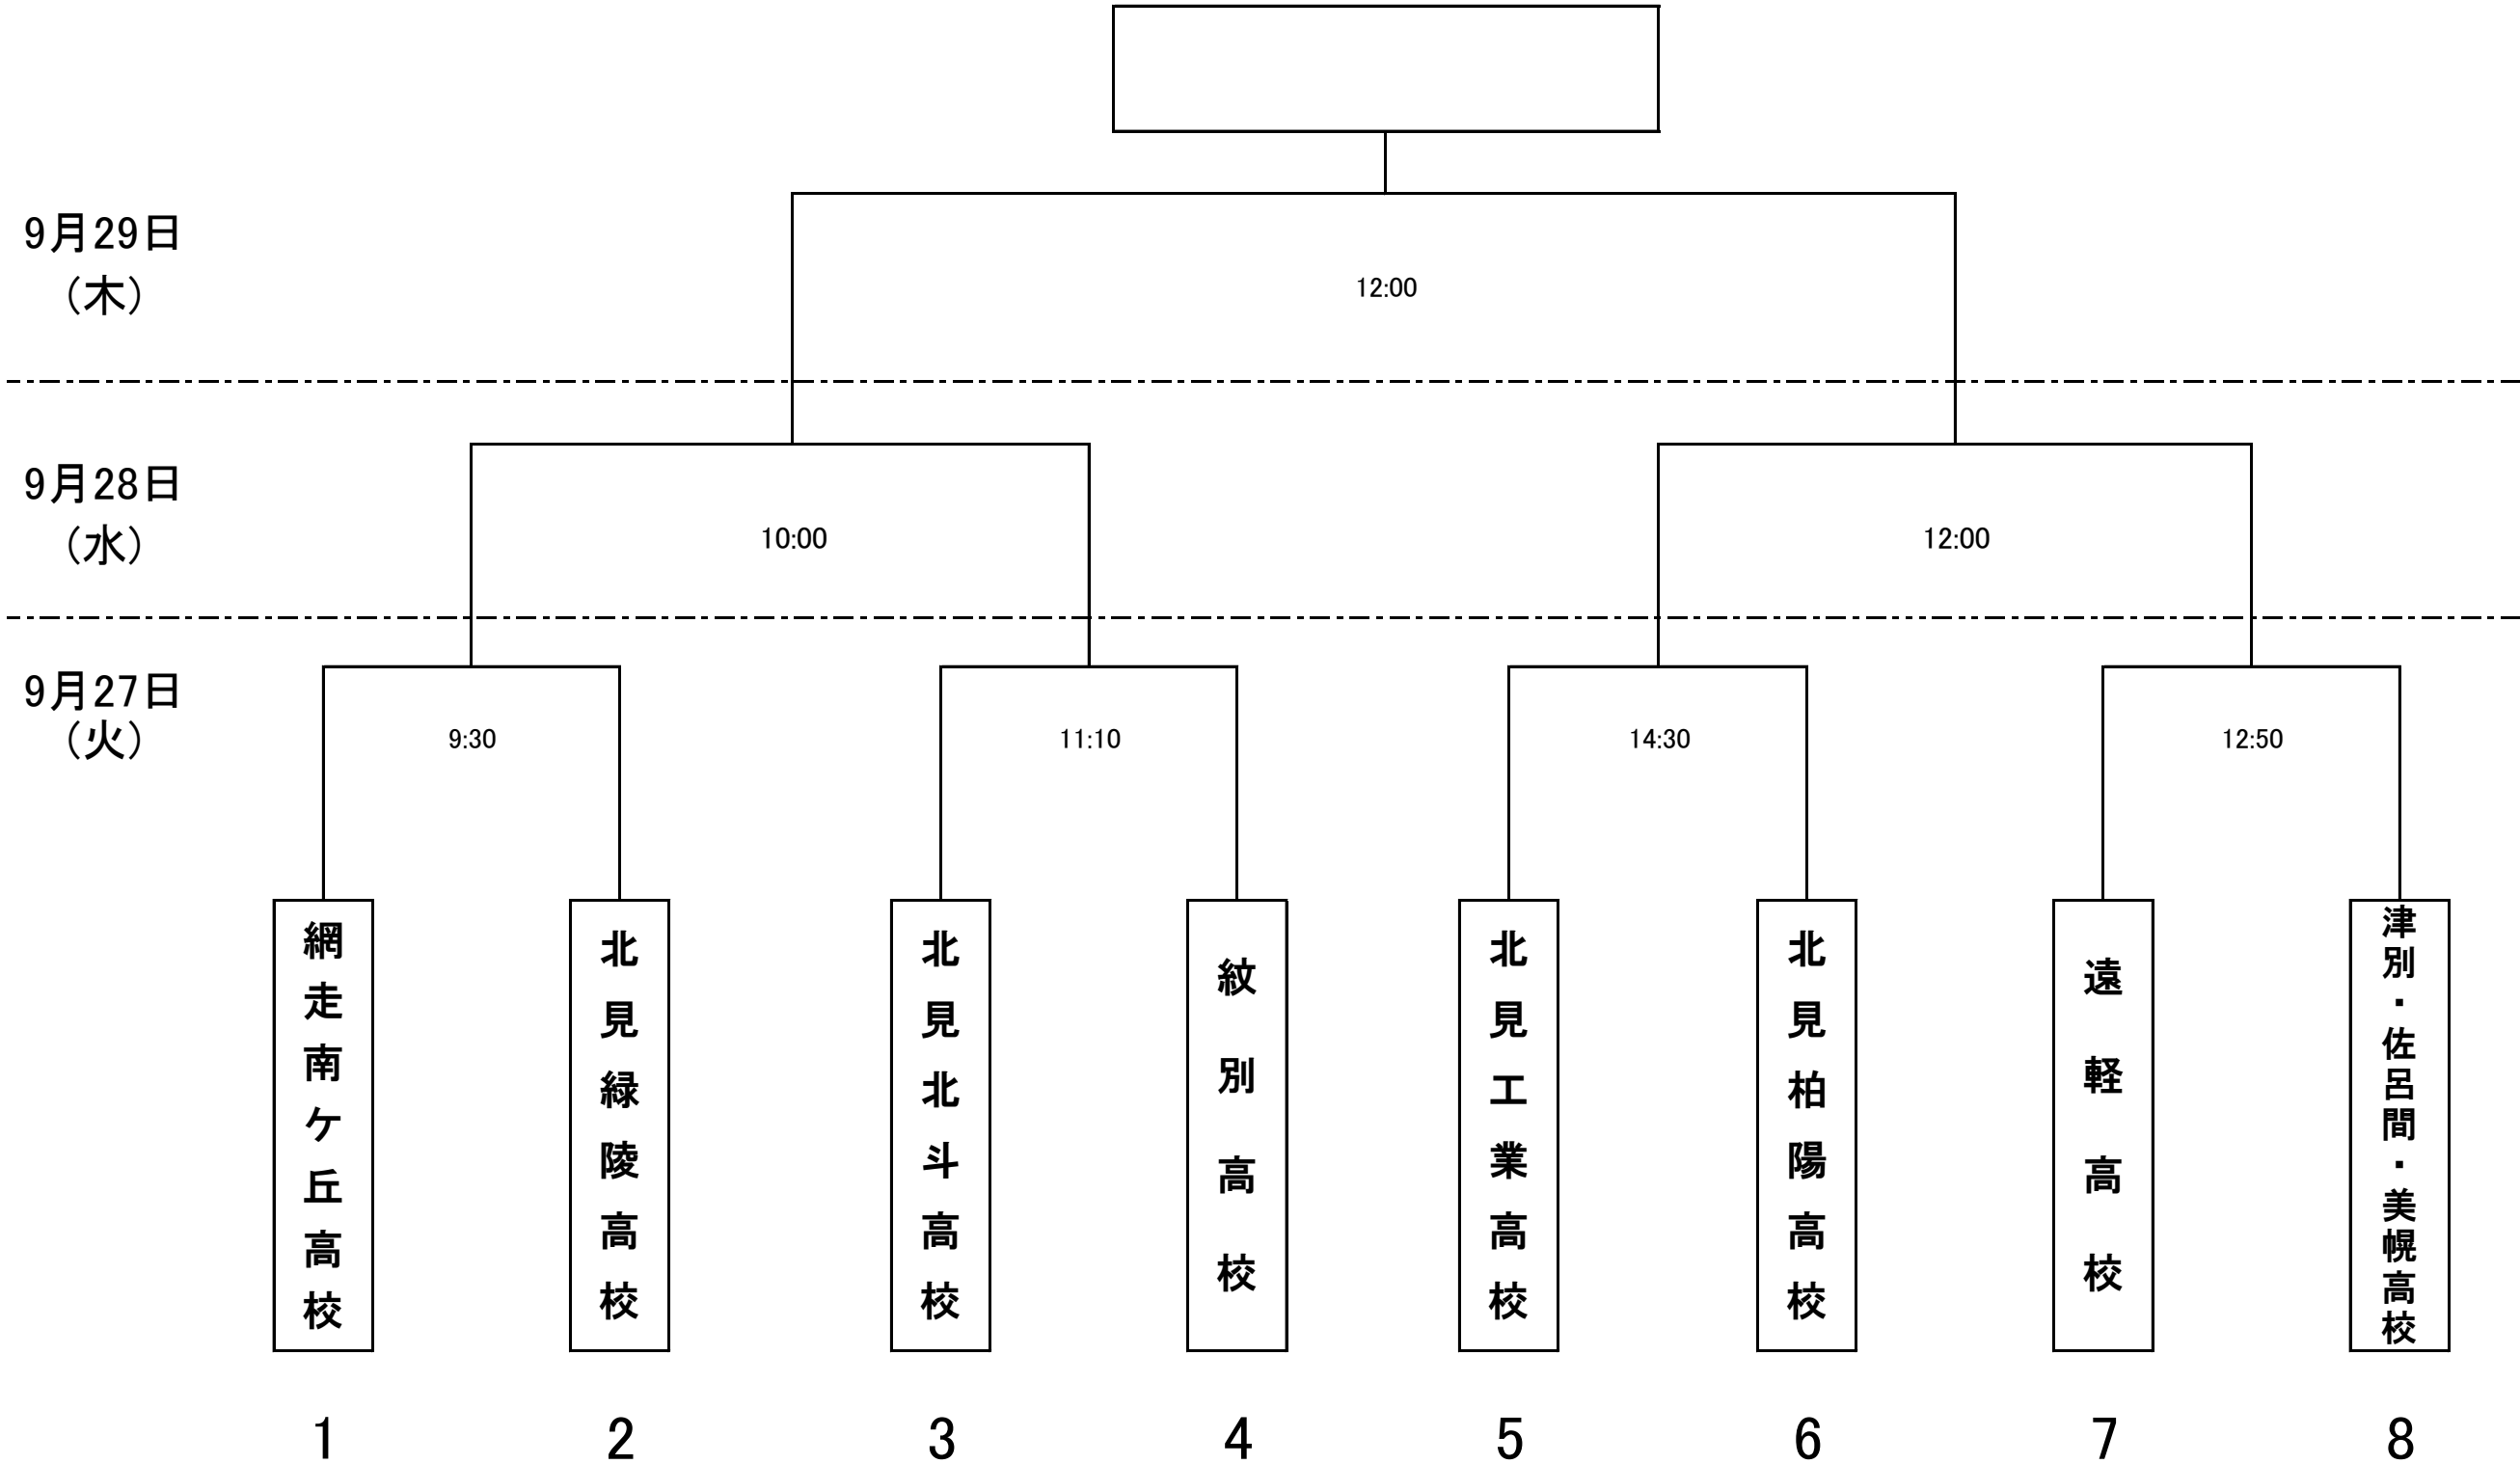 9月29日
（木）
12:00
9月28日
（水）
10:00
12:00
9月27日
（火）
9:30
11:10
14:30
12:50
網走南ケ丘高校
北見緑陵高校
北見北斗高校
紋別高校
北見工業高校
北見柏陽高校
遠軽高校
津別・佐呂間・美幌高校
1
2
3
4
5
6
7
8